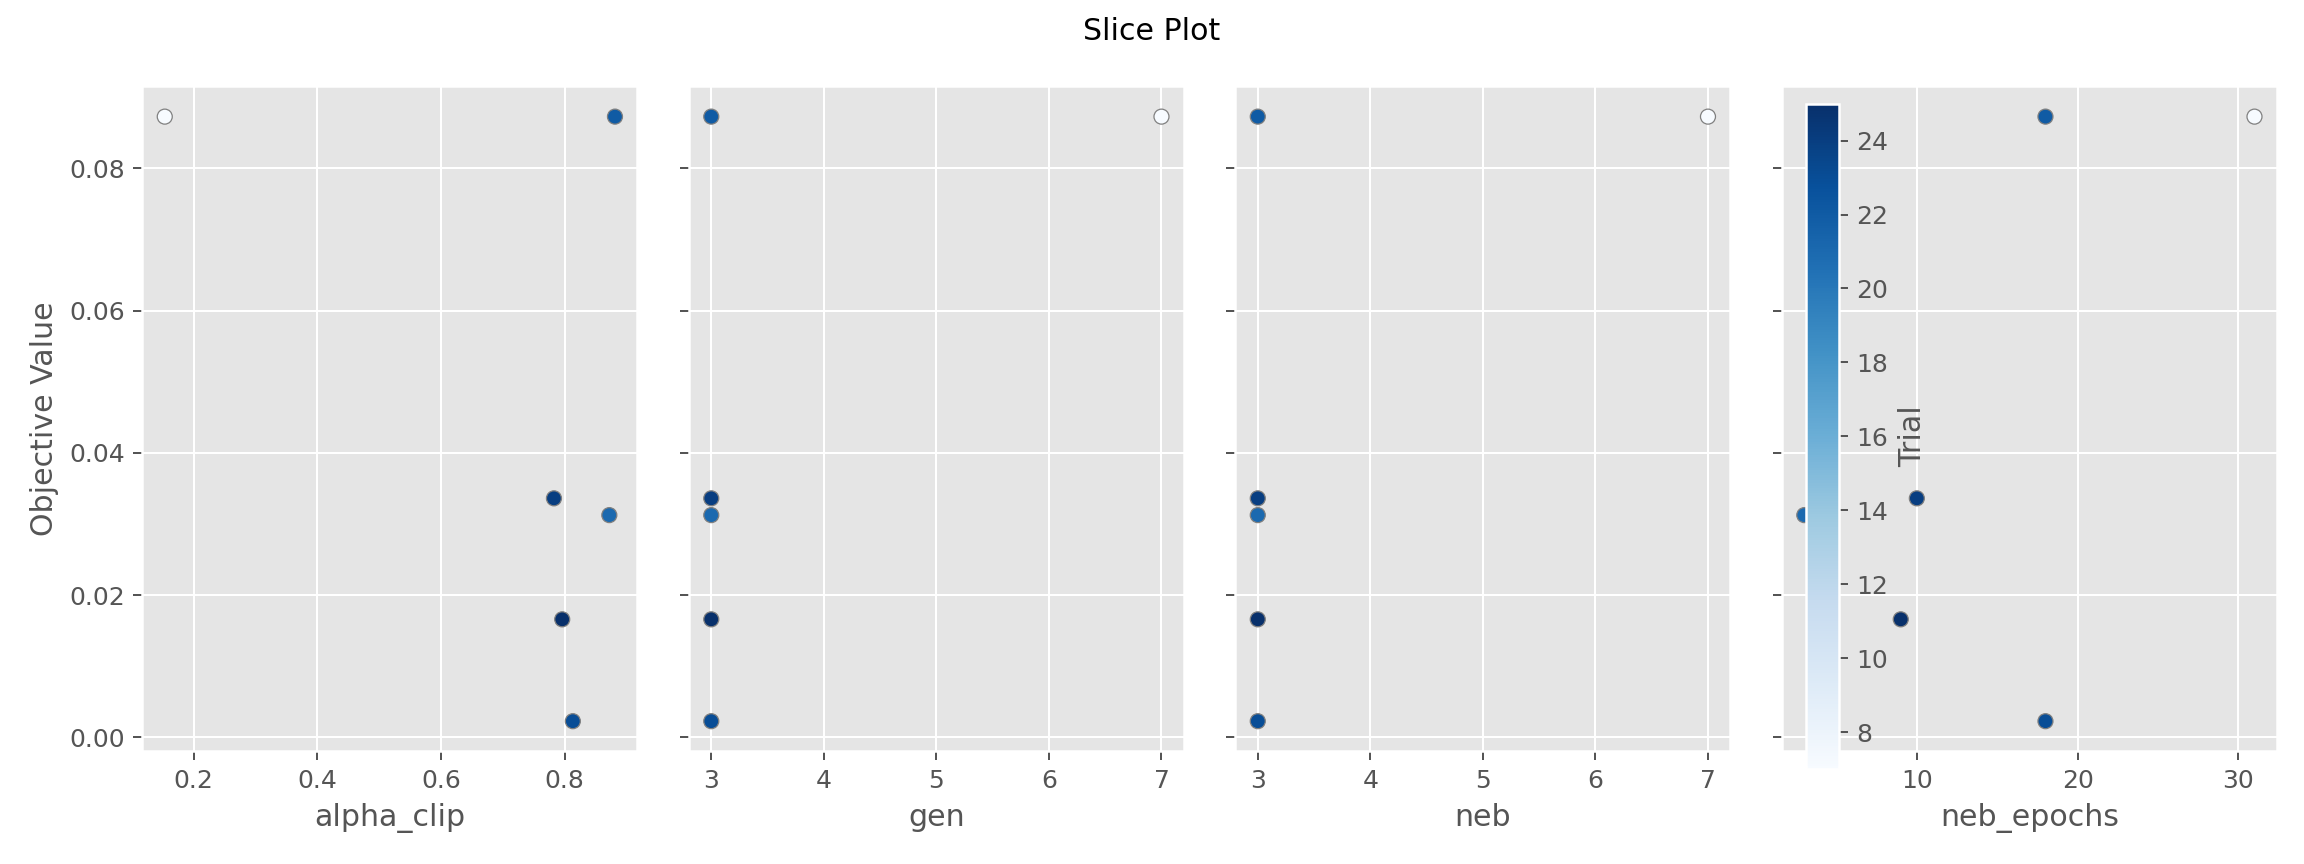 Slice Plot
Objective Value
0.08
0.06
0.04
0.02
0.00
0.2 0.4 0.6 0.8
alpha_clip
3 4 5 6 7
gen
3 4 5 6 7
neb
10 20 30
neb_epochs
24
22
20
18
16
14
12
10
8
Trial